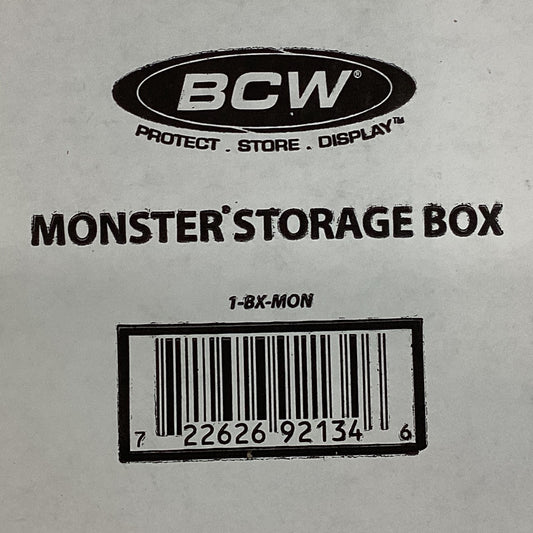 BCW®
PROTECT . STORE . DISPLAY™
MONSTER® STORAGE BOX
1-BX-MON
7 22626 92134 6